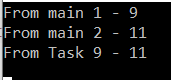 From main 1 - 9
From main 2 - 11
From Task 9 - 11